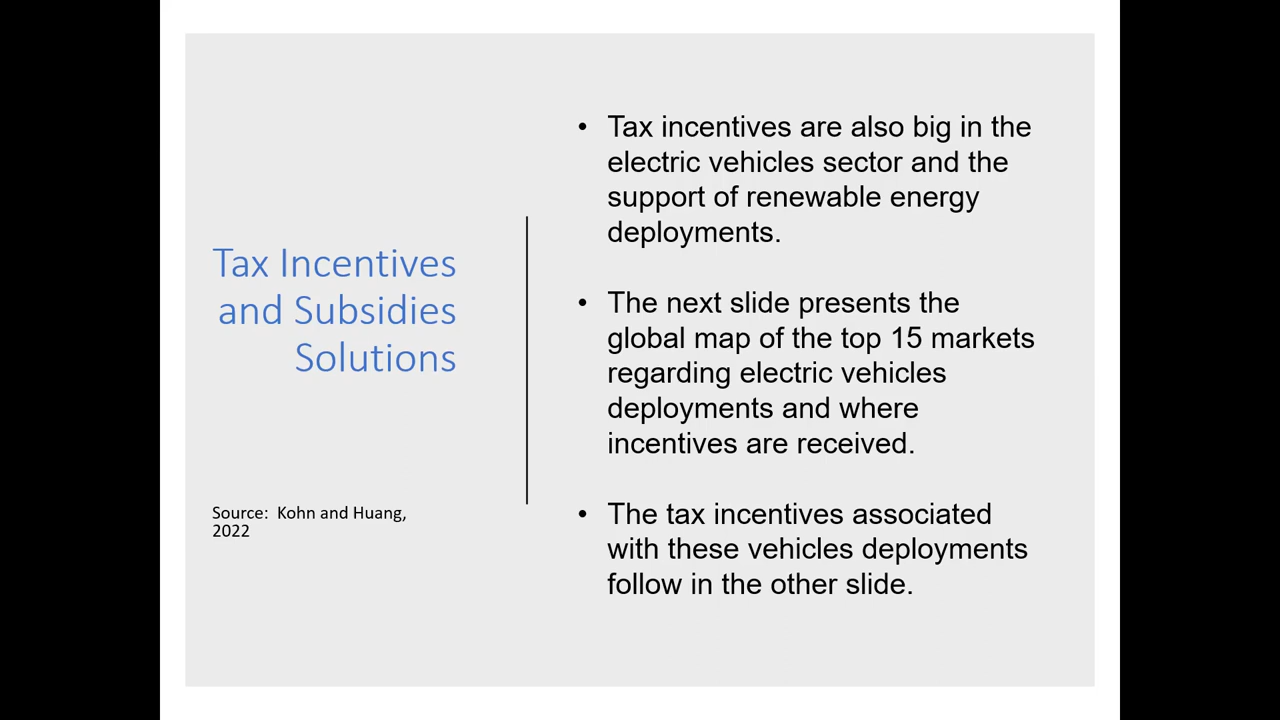 Tax Incentives
and Subsidies
Solutions
Source: Kohn and Huang,
2022
• Tax incentives are also big in the
electric vehicles sector and the
support of renewable energy
deployments.
• The next slide presents the
global map of the top 15 markets
regarding electric vehicles
deployments and where
incentives are received.
• The tax incentives associated
with these vehicles deployments
follow in the other slide.